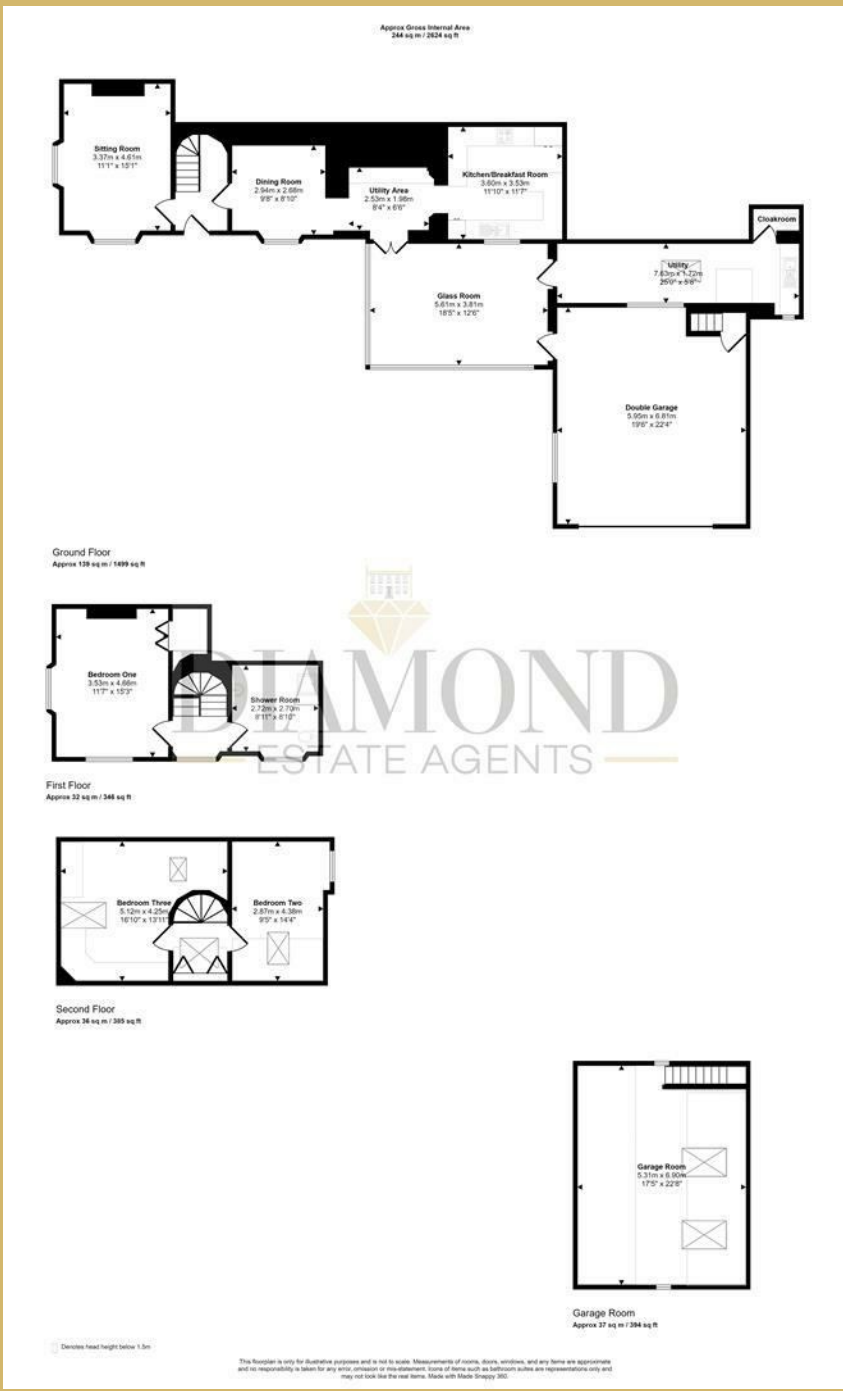 Approx Gross Internal Area
244 sq m / 2624 sq ft
Sitting Room
3.37m x 4.61m
11'1" x 15'1"
Dining Room
2.94m x 2.68m
9'8" x 8'10"
Utility Area
2.53m x 1.98m
8'4" x 6'6"
Kitchen/Breakfast Room
3.60m x 3.53m
11'10" x 11'7"
Cloakroom
Utility
7.63m x 1.72m
25'0" x 5'8"
Glass Room
5.61m x 3.81m
18'5" x 12'6"
Double Garage
5.95m x 6.81m
19'6" x 22'4"
Ground Floor
Approx 139 sq m / 1499 sq ft
Bedroom One
3.53m x 4.66m
11'7" x 15'3"
Shower Room
2.72m x 2.70m
8'11" x 8'10"
DIAMOND
ESTATE AGENTS
First Floor
Approx 32 sq m / 346 sq ft
Bedroom Three
5.12m x 4.25m
16'10" x 13'11"
Bedroom Two
2.87m x 4.38m
9'5" x 14'4"
Second Floor
Approx 36 sq m / 385 sq ft
Garage Room
5.31m x 6.90m
17'5" x 22'8"
Garage Room
Approx 37 sq m / 394 sq ft
Denotes head height below 1.5m
This floorplan is only for illustrative purposes and is not to scale. Measurements of rooms, doors, windows, and any items are approximate
and no responsibility is taken for any error, omission or mis-statement. Icons of items such as bathroom suites are representations only and
may not look like the real items. Made with Made Snappy 360.